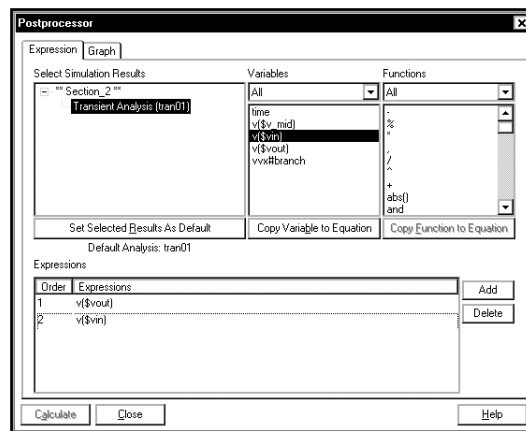 Postprocessor
Expression Graph
Select Simulation Results Variables Functions
** Section_2 ** All All
Transient Analysis (tran01)
time
v($v_mid)
v($vin)
v($vout)
vvx#branch
-
%
*
,
/
^
+
abs()
and
Set Selected Results As Default Copy Variable to Equation Copy Function to Equation
Default Analysis: tran01
Expressions
Order Expressions
1 v($vout)
2 v($vin)
Add
Delete
Calculate Close Help